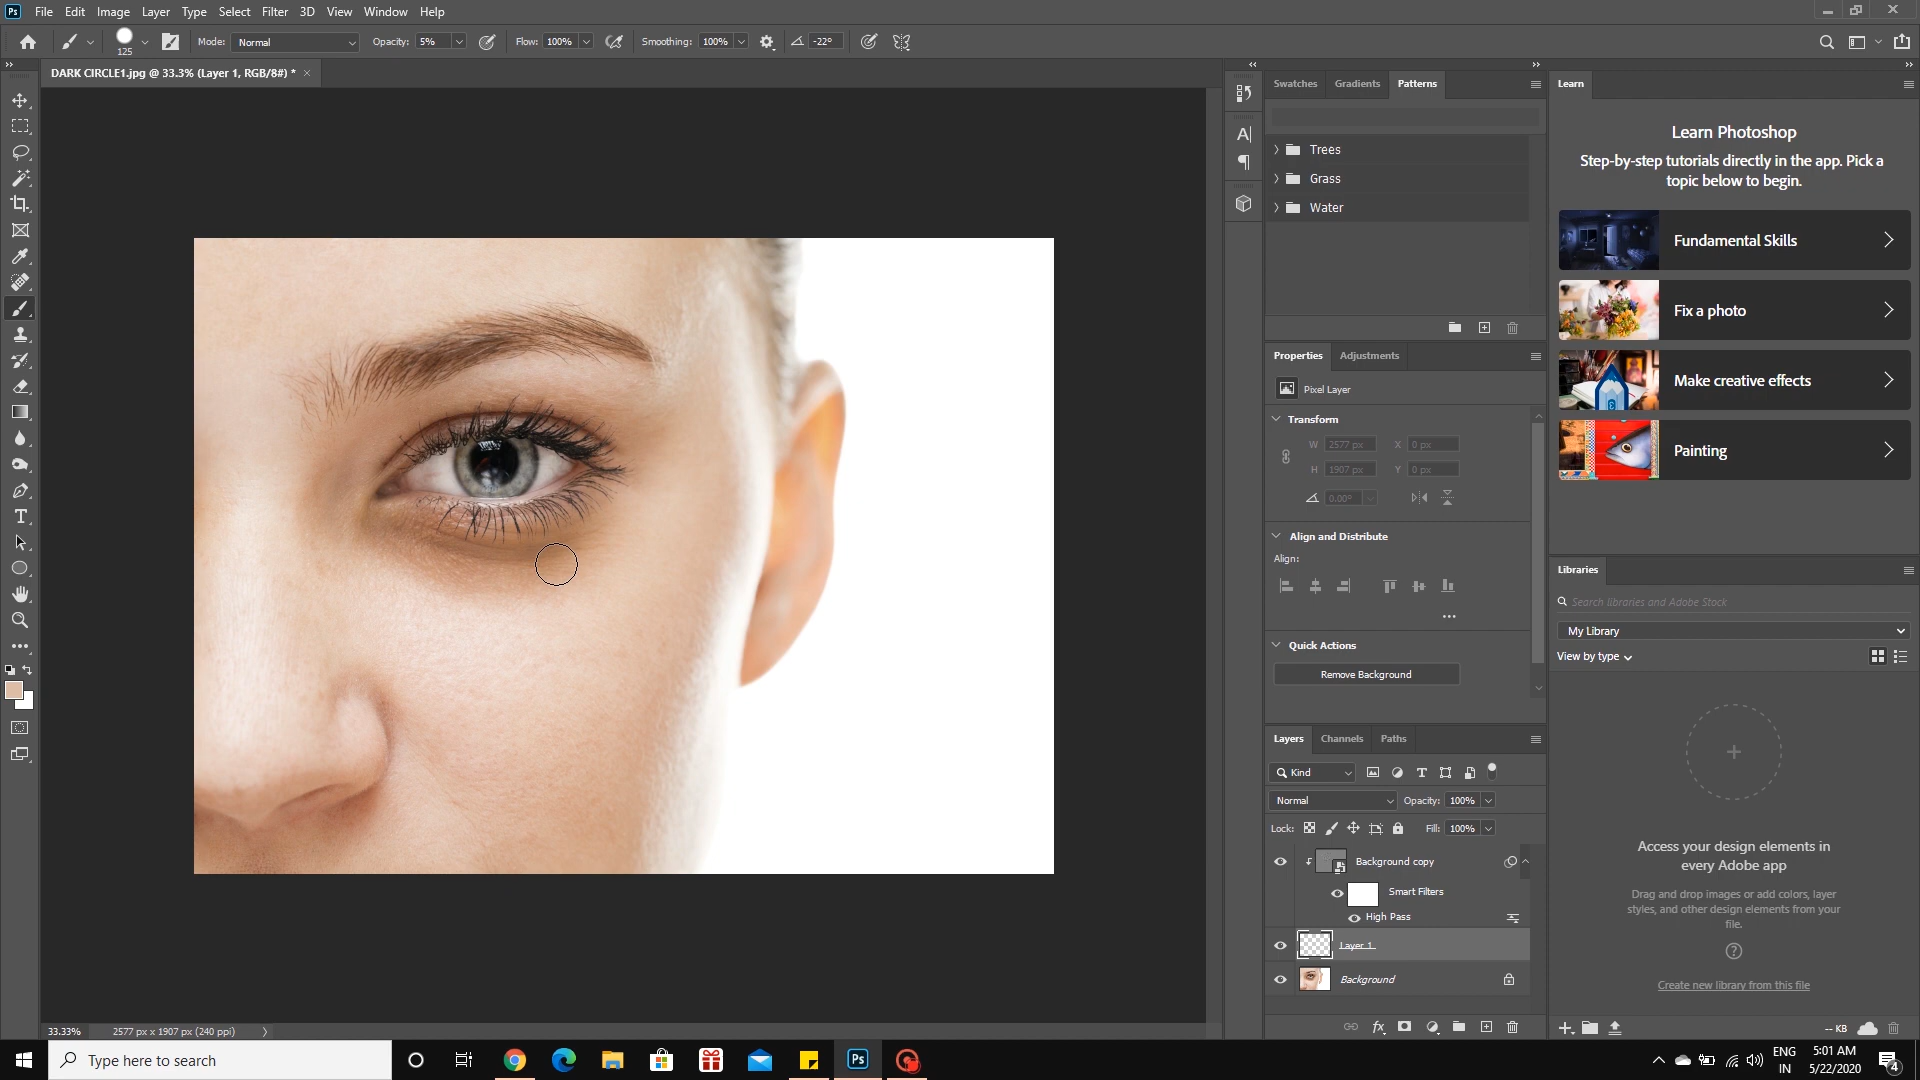 Ps File Edit Image Layer Type Select Filter 3D View Window Help
125 Mode: Normal Opacity: 5% Flow: 100% Smoothing: 100% -22°
DARK CIRCLE1.jpg @ 33.3% (Layer 1, RGB/8#) * ×
Swatches Gradients Patterns
Trees
Grass
Water
Properties Adjustments
Pixel Layer
Transform
W 2577 px X 0 px
H 1907 px Y 0 px
0.00°
Align and Distribute
Align:
Quick Actions
Remove Background
Layers Channels Paths
Kind
Normal Opacity: 100%
Lock: Fill: 100%
Background copy
Smart Filters
High Pass
Layer 1
Background
Learn
Learn Photoshop
Step-by-step tutorials directly in the app. Pick a
topic below to begin.
Fundamental Skills
Fix a photo
Make creative effects
Painting
Libraries
Search libraries and Adobe Stock
My Library
View by type
Access your design elements in
every Adobe app
Drag and drop images or add colors, layer
styles, and other design elements from your
file.
Create new library from this file
-- KB
33.33% 2577 px x 1907 px (240 ppi)
Type here to search
Ps
ENG
IN
5:01 AM
5/22/2020
4